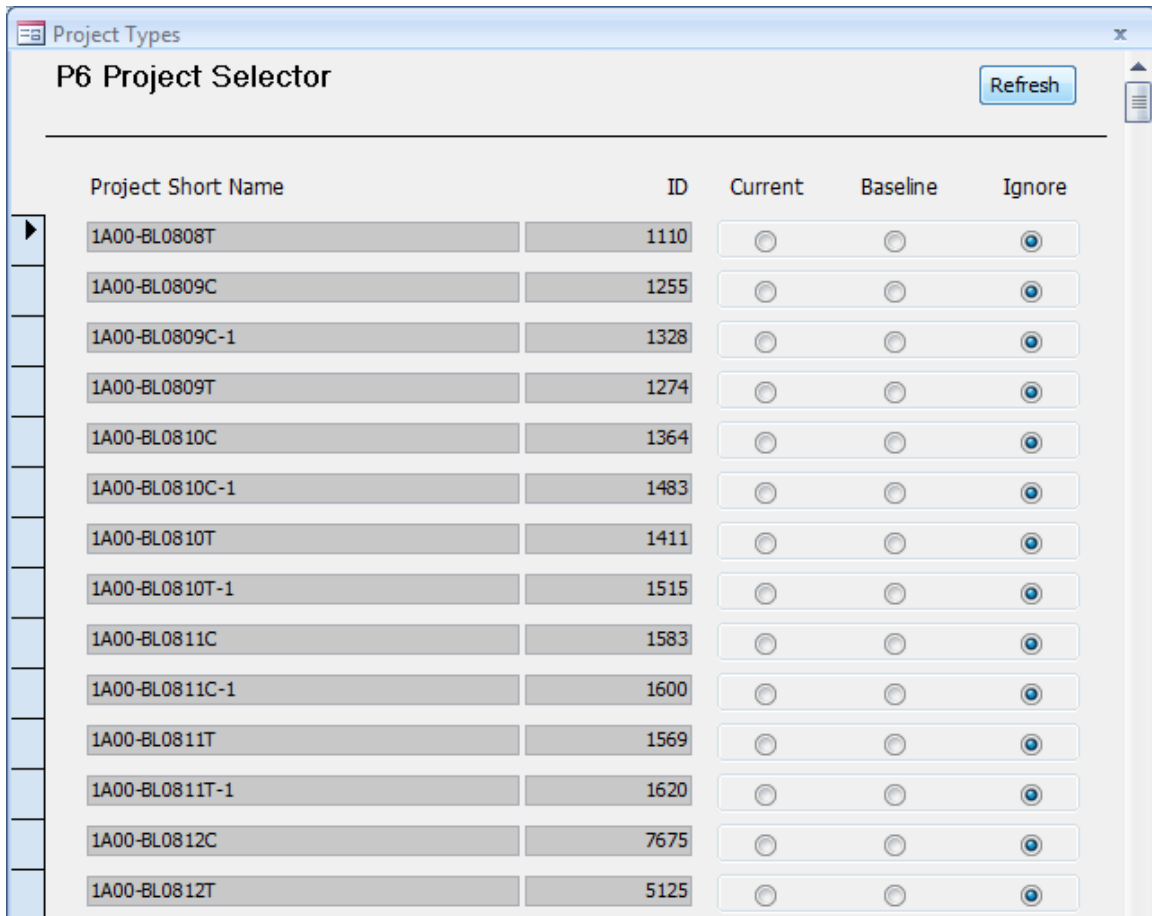 Project Types
P6 Project Selector
Refresh
Project Short Name ID Current Baseline Ignore
1A00-BL0808T 1110
1A00-BL0809C 1255
1A00-BL0809C-1 1328
1A00-BL0809T 1274
1A00-BL0810C 1364
1A00-BL0810C-1 1483
1A00-BL0810T 1411
1A00-BL0810T-1 1515
1A00-BL0811C 1583
1A00-BL0811C-1 1600
1A00-BL0811T 1569
1A00-BL0811T-1 1620
1A00-BL0812C 7675
1A00-BL0812T 5125